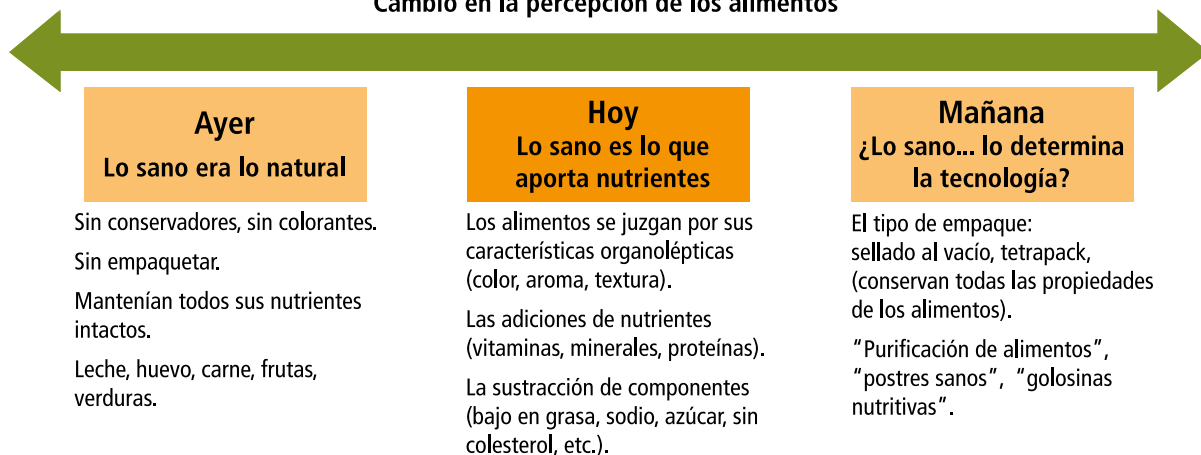 Cambio en la percepción de los alimentos
Ayer
Lo sano era lo natural
Sin conservadores, sin colorantes.
Sin empaquetar.
Mantenían todos sus nutrientes
intactos.
Leche, huevo, carne, frutas,
verduras.
Hoy
Lo sano es lo que
aporta nutrientes
Los alimentos se juzgan por sus
características organolépticas
(color, aroma, textura).
Las adiciones de nutrientes
(vitaminas, minerales, proteínas).
La sustracción de componentes
(bajo en grasa, sodio, azúcar, sin
colesterol, etc.).
Mañana
¿Lo sano... lo determina
la tecnología?
El tipo de empaque:
sellado al vacío, tetrapack,
(conservan todas las propiedades
de los alimentos).
“Purificación de alimentos”,
“postres sanos”, “golosinas
nutritivas”.